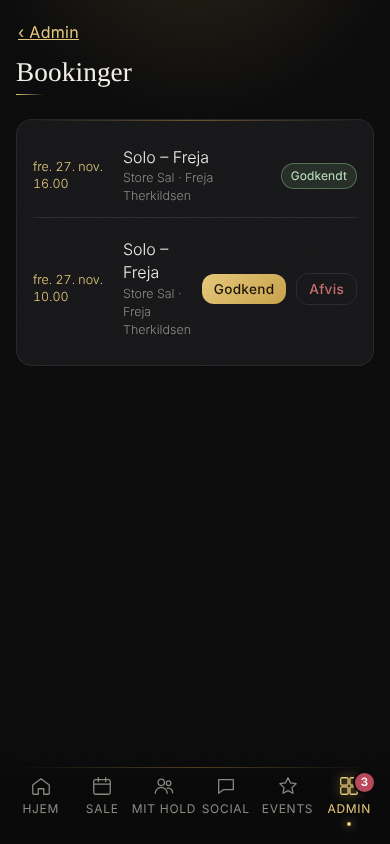 ‹ Admin
Bookinger
fre. 27. nov.
16.00
Solo – Freja
Store Sal · Freja
Therkildsen
Godkendt
fre. 27. nov.
10.00
Solo –
Freja
Store Sal ·
Freja
Therkildsen
Godkend
Afvis
3
HJEM
SALE
MIT HOLD
SOCIAL
EVENTS
ADMIN